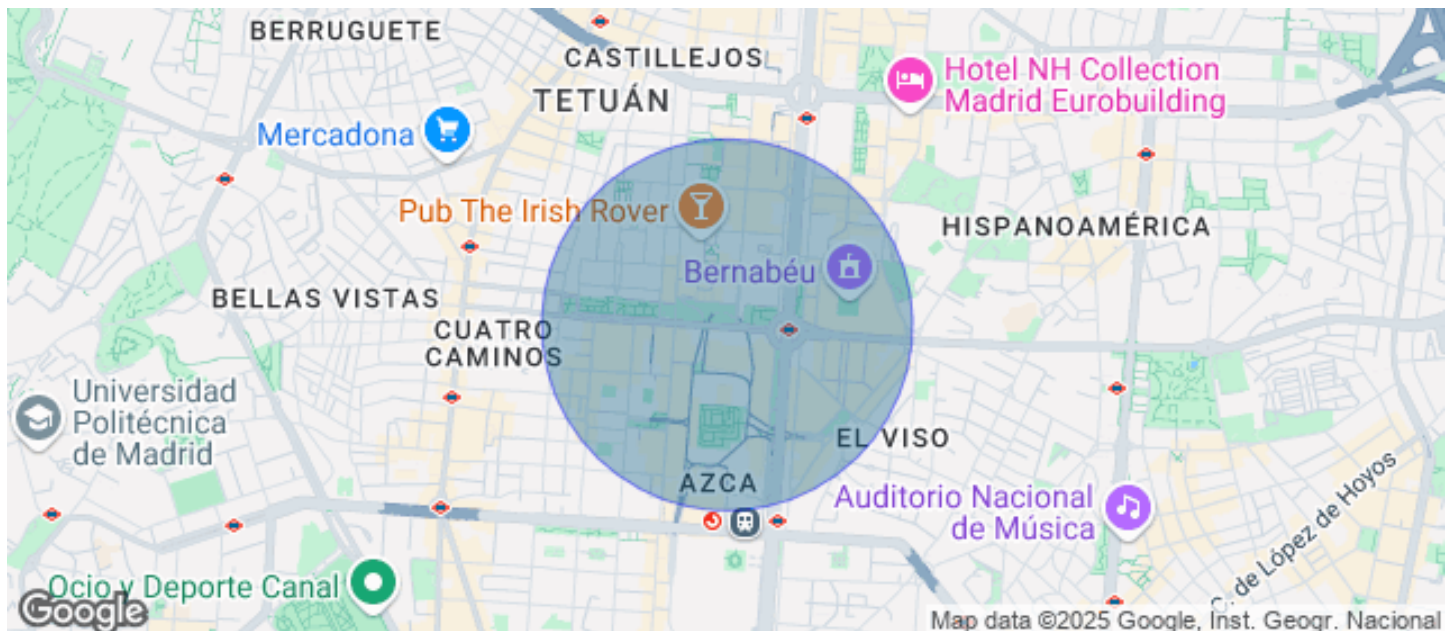 BERRUGUETE
CASTILLEJOS
TETUÁN
Hotel NH Collection
Madrid Eurobuilding
Mercadona
Pub The Irish Rover
HISPANOAMÉRICA
Bernabéu
BELLAS VISTAS
CUATRO
CAMINOS
Universidad
Politécnica
de Madrid
EL VISO
AZCA
Auditorio Nacional
de Música
C. de López de Hoyos
Ocio y Deporte Canal
Google
Map data ©2025 Google, Inst. Geogr. Nacional